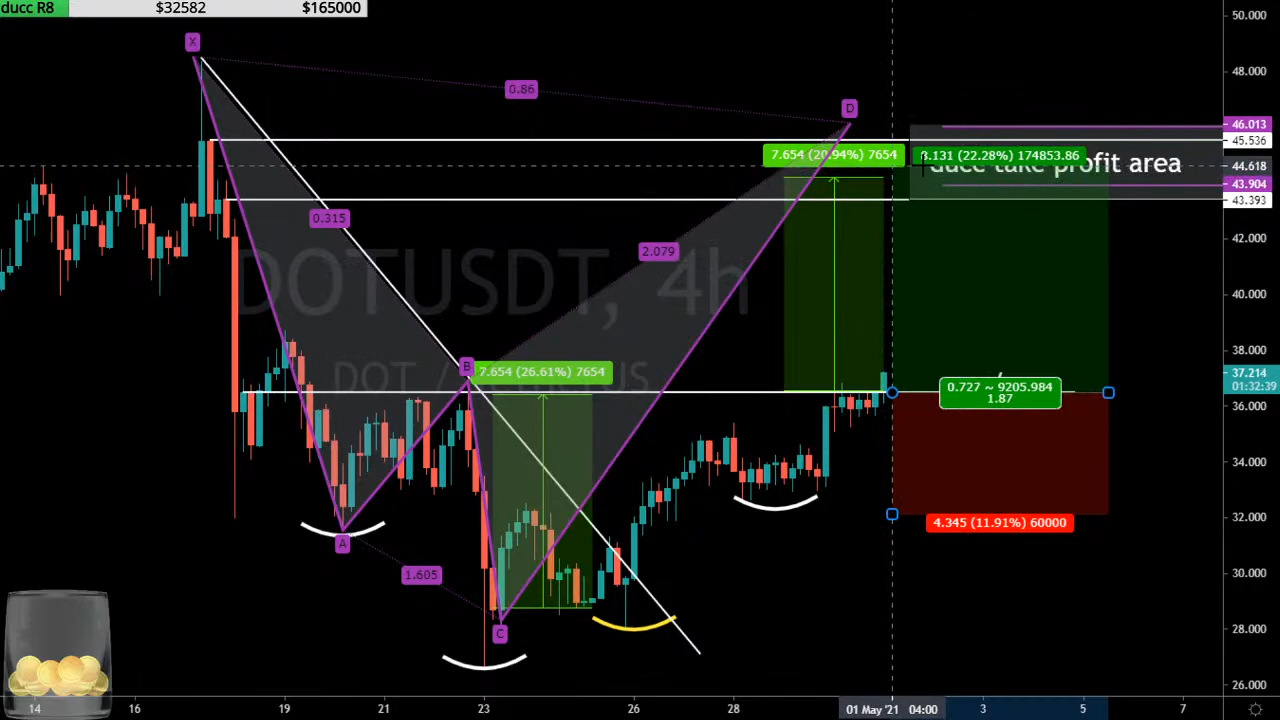 ducc R8 $32582 $165000
50.000
X
48.000
0.86
D
46.013
45.536
7.654 (20.94%) 7654
8.131 (22.28%) 174853.86
ducc take profit area
44.618
43.904
43.393
0.315
42.000
2.079
DOTUSDT, 4h
40.000
38.000
B
7.654 (26.61%) 7654
DOT /
37.214
01:32:39
0.727 ~ 9205.984
1.87
36.000
34.000
4.345 (11.91%) 60000
32.000
A
1.605
30.000
C
28.000
26.000
14 16 19 21 23 26 28 01 May '21 04:00 3 5 7